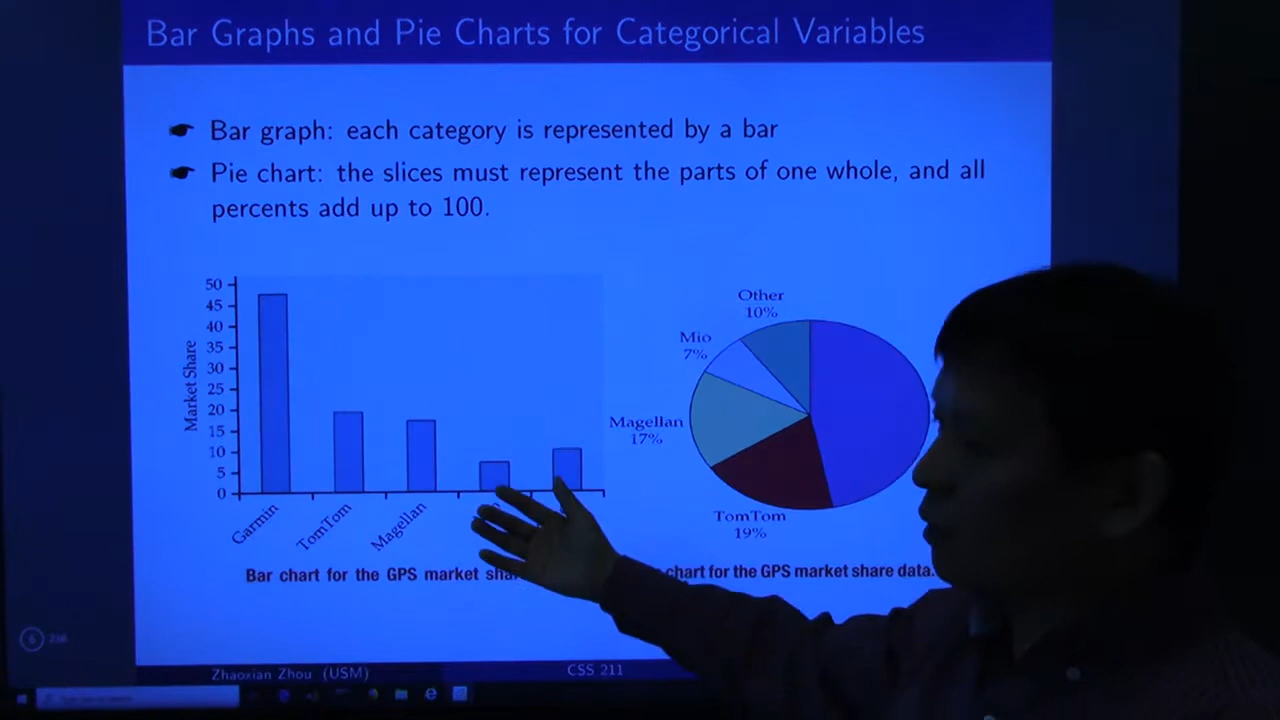 Bar Graphs and Pie Charts for Categorical Variables
Bar graph: each category is represented by a bar
Pie chart: the slices must represent the parts of one whole, and all
percents add up to 100.
50
45
40
35
30
25
20
15
10
5
0
Market Share
Garmin
TomTom
Magellan
Bar chart for the GPS market
Other
10%
Mio
7%
Magellan
17%
TomTom
19%
chart for the GPS market share data.
6
Zhaoxian Zhou (USM)
CSS 211